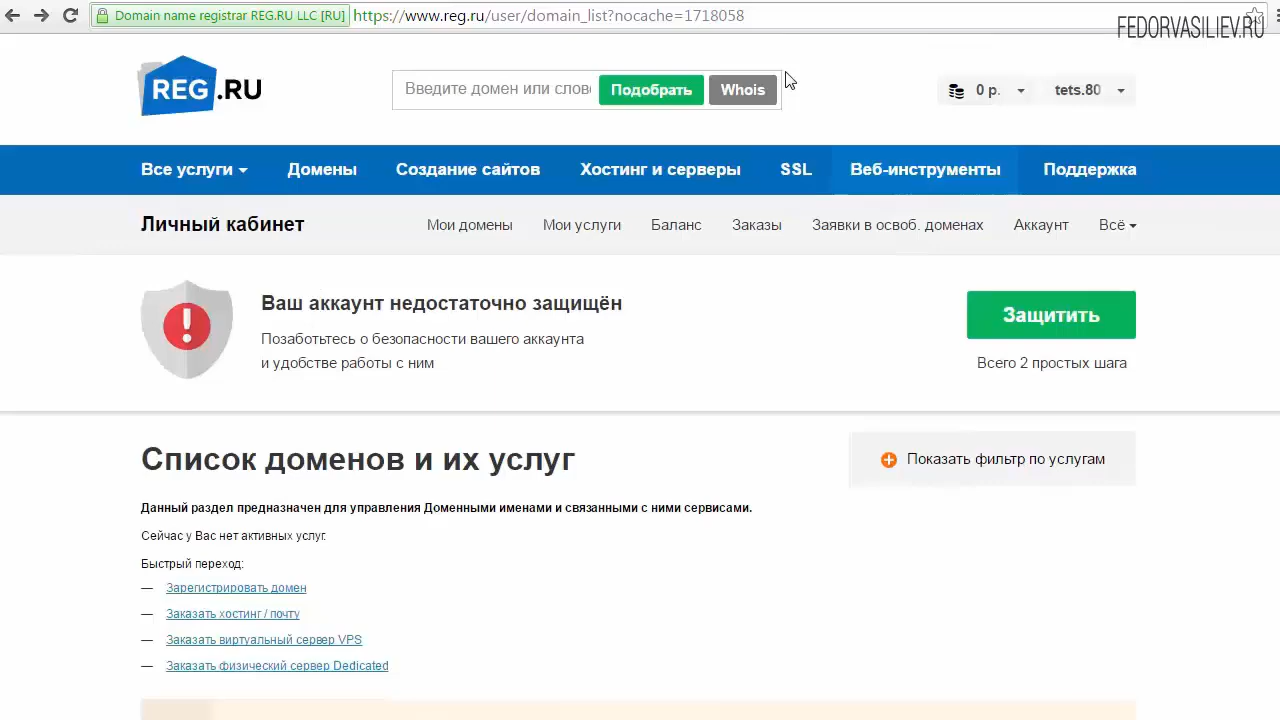 Domain name registrar REG.RU LLC [RU] https://www.reg.ru/user/domain_list?nocache=1718058
FEDORVASILIEV.RU
REG.RU
Введите домен или слово
Подобрать
Whois
0 р.
tets.80
Все услуги
Домены
Создание сайтов
Хостинг и серверы
SSL
Веб-инструменты
Поддержка
Личный кабинет
Мои домены
Мои услуги
Баланс
Заказы
Заявки в освоб. доменах
Аккаунт
Всё
Ваш аккаунт недостаточно защищён
Позаботьтесь о безопасности вашего аккаунта
и удобстве работы с ним
Защитить
Всего 2 простых шага
Список доменов и их услуг
Показать фильтр по услугам
Данный раздел предназначен для управления Доменными именами и связанными с ними сервисами.
Сейчас у Вас нет активных услуг.
Быстрый переход:
— Зарегистрировать домен
— Заказать хостинг / почту
— Заказать виртуальный сервер VPS
— Заказать физический сервер Dedicated